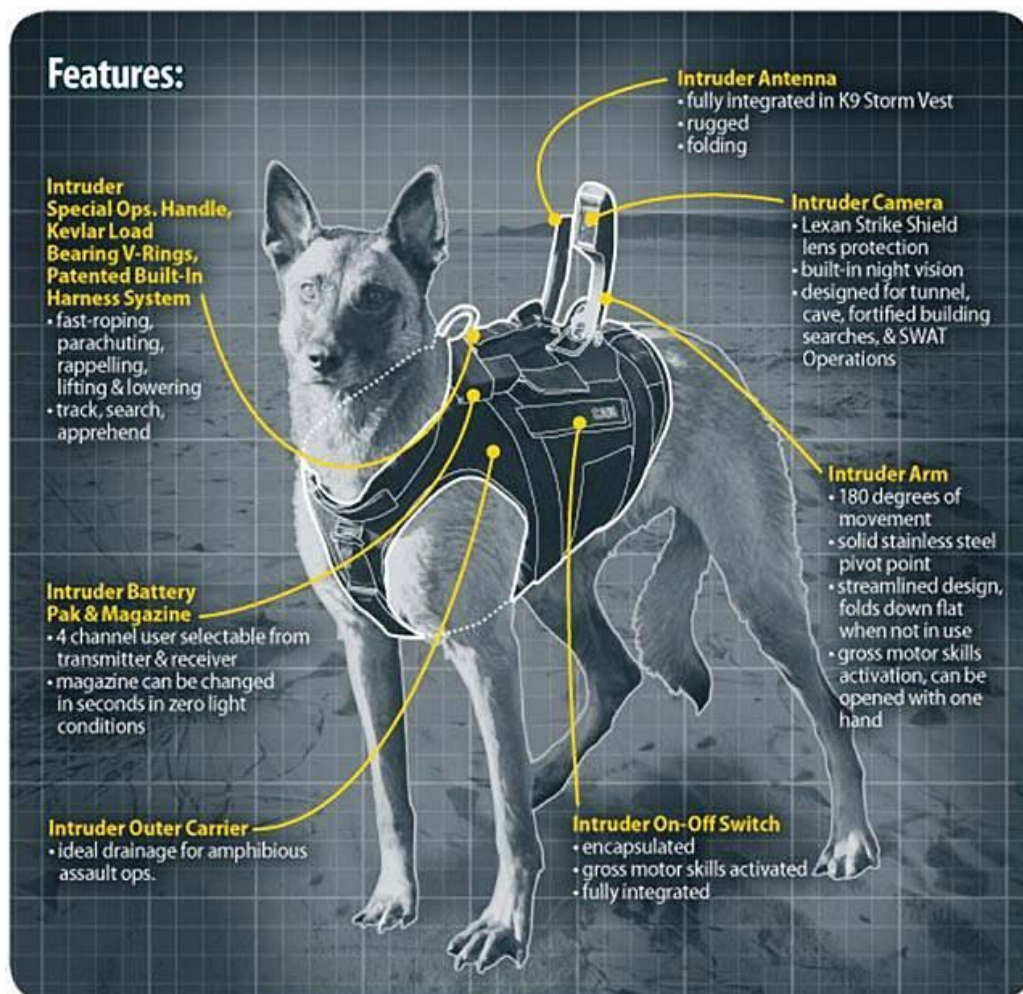 Features:
Intruder
Special Ops. Handle,
Kevlar Load
Bearing V-Rings,
Patented Built-In
Harness System
• fast-roping,
parachuting,
rappelling,
lifting & lowering
• track, search,
apprehend
Intruder Battery
Pak & Magazine
• 4 channel user selectable from
transmitter & receiver
• magazine can be changed
in seconds in zero light
conditions
Intruder Outer Carrier
• ideal drainage for amphibious
assault ops.
Intruder Antenna
• fully integrated in K9 Storm Vest
• rugged
• folding
Intruder Camera
• Lexan Strike Shield
lens protection
• built-in night vision
• designed for tunnel,
cave, fortified building
searches, & SWAT
Operations
Intruder Arm
• 180 degrees of
movement
• solid stainless steel
pivot point
• streamlined design,
folds down flat
when not in use
• gross motor skills
activation, can be
opened with one
hand
Intruder On-Off Switch
• encapsulated
• gross motor skills activated
• fully integrated